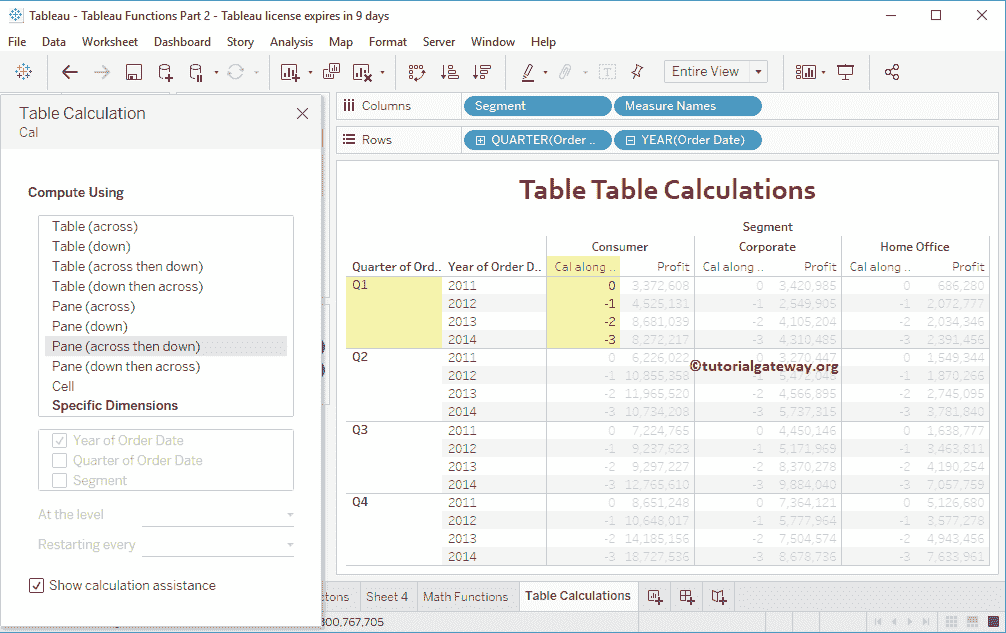 Tableau - Tableau Functions Part 2 - Tableau license expires in 9 days
File Data Worksheet Dashboard Story Analysis Map Format Server Window Help
Entire View
Table Calculation
Cal
Compute Using
Table (across)
Table (down)
Table (across then down)
Table (down then across)
Pane (across)
Pane (down)
Pane (across then down)
Pane (down then across)
Cell
Specific Dimensions
Year of Order Date
Quarter of Order Date
Segment
At the level
Restarting every
Show calculation assistance
Columns Segment Measure Names
Rows QUARTER(Order .. YEAR(Order Date)
Table Table Calculations
Segment
Consumer Corporate Home Office
Quarter of Ord.. Year of Order D.. Cal along .. Profit Cal along .. Profit Cal along .. Profit
Q1 2011 0 3,372,608 0 3,420,985 0 686,280
2012 -1 4,525,131 -1 2,549,905 -1 2,072,777
2013 -2 8,681,039 -2 4,105,204 -2 2,034,346
2014 -3 8,272,217 -3 4,310,485 -3 2,391,456
Q2 2011 0 6,226,022 0 3,270,447 0 1,549,344
©tutorialgateway.org
2012 -1 10,855,358 -1 -1 1,870,266
2013 -2 11,965,520 -2 4,566,895 -2 2,745,095
2014 -3 10,734,208 -3 5,737,315 -3 3,781,840
Q3 2011 0 7,224,765 0 4,450,146 0 1,638,777
2012 -1 9,237,623 -1 5,171,969 -1 3,463,811
2013 -2 9,297,227 -2 8,370,278 -2 4,190,254
2014 -3 12,765,610 -3 9,884,040 -3 7,057,759
Q4 2011 0 8,651,248 0 7,364,121 0 5,126,680
2012 -1 10,648,017 -1 5,777,964 -1 3,577,278
2013 -2 14,185,156 -2 7,504,574 -2 4,943,456
2014 -3 18,727,536 -3 8,678,736 -3 7,633,961
Sheet 4 Math Functions Table Calculations